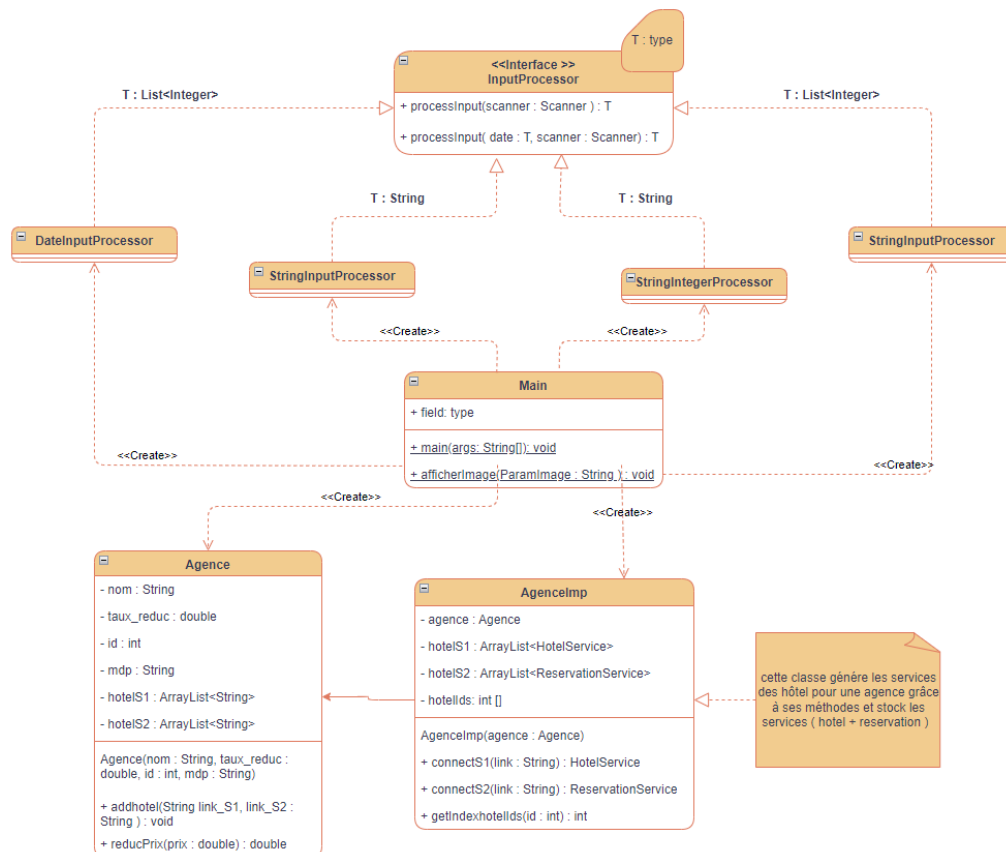 T : type
<<Interface >>
InputProcessor
+ processInput(scanner : Scanner ) : T
+ processInput( date : T, scanner : Scanner) : T
T : List<Integer>
T : List<Integer>
T : String
T : String
DateInputProcessor
StringInputProcessor
StringIntegerProcessor
StringInputProcessor
<<Create>>
<<Create>>
Main
+ field: type
+ main(args: String[]): void
+ afficherImage(ParamImage : String ) : void
<<Create>>
<<Create>>
<<Create>>
<<Create>>
Agence
- nom : String
- taux_reduc : double
- id : int
- mdp : String
- hotelS1 : ArrayList<String>
- hotelS2 : ArrayList<String>
Agence(nom : String, taux_reduc :
double, id : int, mdp : String)
+ addhotel(String link_S1, link_S2 :
String ) : void
+ reducPrix(prix : double) : double
AgenceImp
- agence : Agence
- hotelS1 : ArrayList<HotelService>
- hotelS2 : ArrayList<ReservationService>
- hotelIds: int []
AgenceImp(agence : Agence)
+ connectS1(link : String) : HotelService
+ connectS2(link : String) : ReservationService
+ getIndexhotelIds(id : int) : int
cette classe génère les services
des hôtel pour une agence grâce
à ses méthodes et stock les
services ( hotel + reservation )